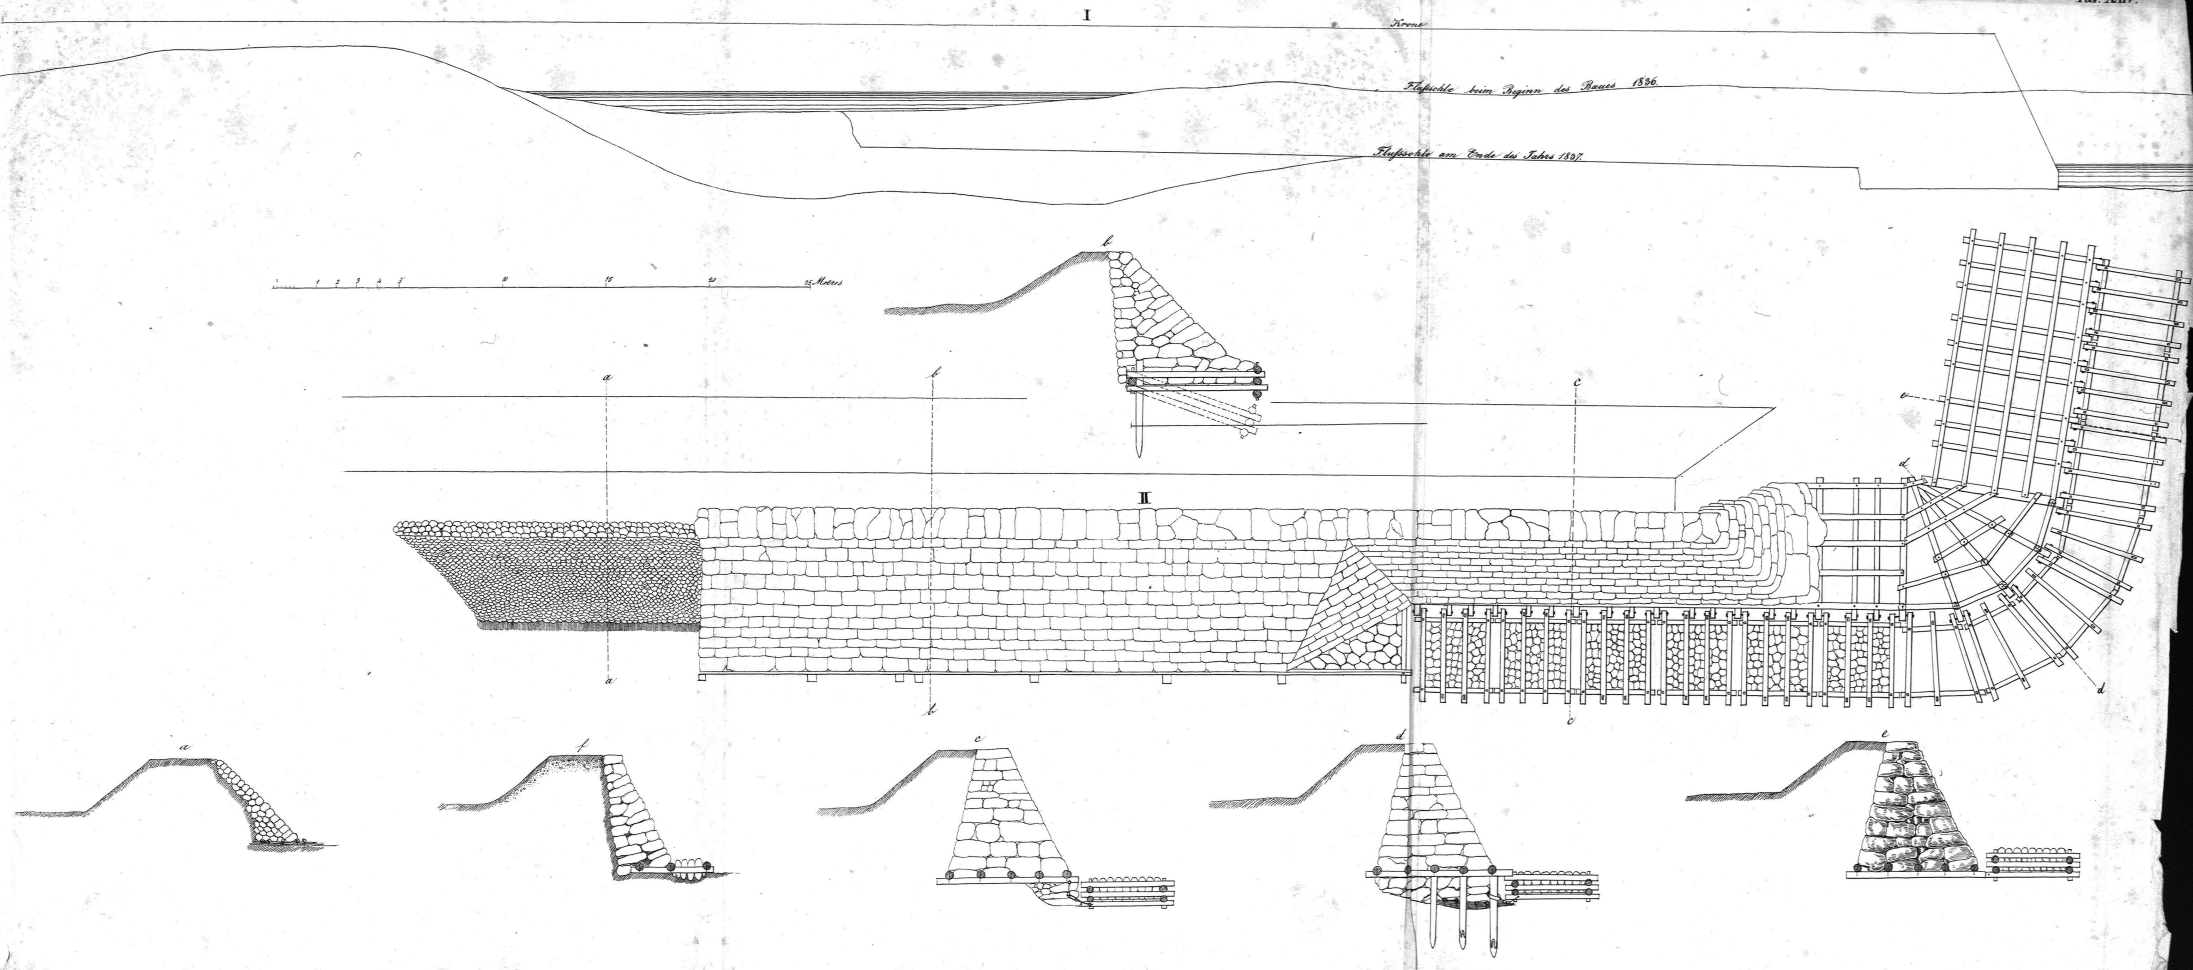 I
Krone
Flußsohle beim Beginn des Baues 1836.
Flußsohle am Ende des Jahrs 1837.
b
1 2 3 4 5 10 15 20 25 Metres
a
b
c
e
d
II
a
b
c
d
a
f
c
d
e